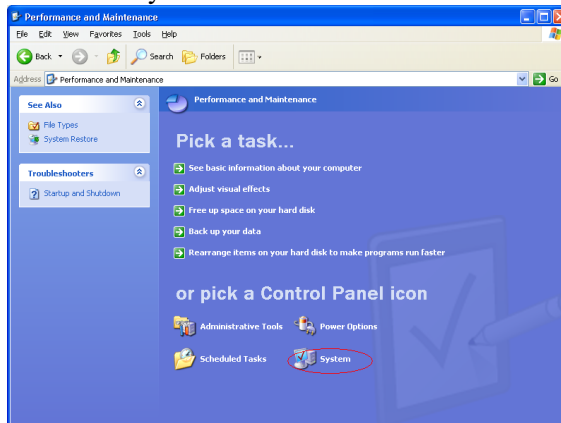 Performance and Maintenance
File Edit View Favorites Tools Help
Back Search Folders
Address Performance and Maintenance Go
See Also
File Types
System Restore
Troubleshooters
Startup and Shutdown
Performance and Maintenance
Pick a task...
See basic information about your computer
Adjust visual effects
Free up space on your hard disk
Back up your data
Rearrange items on your hard disk to make programs run faster
or pick a Control Panel icon
Administrative Tools Power Options
Scheduled Tasks System